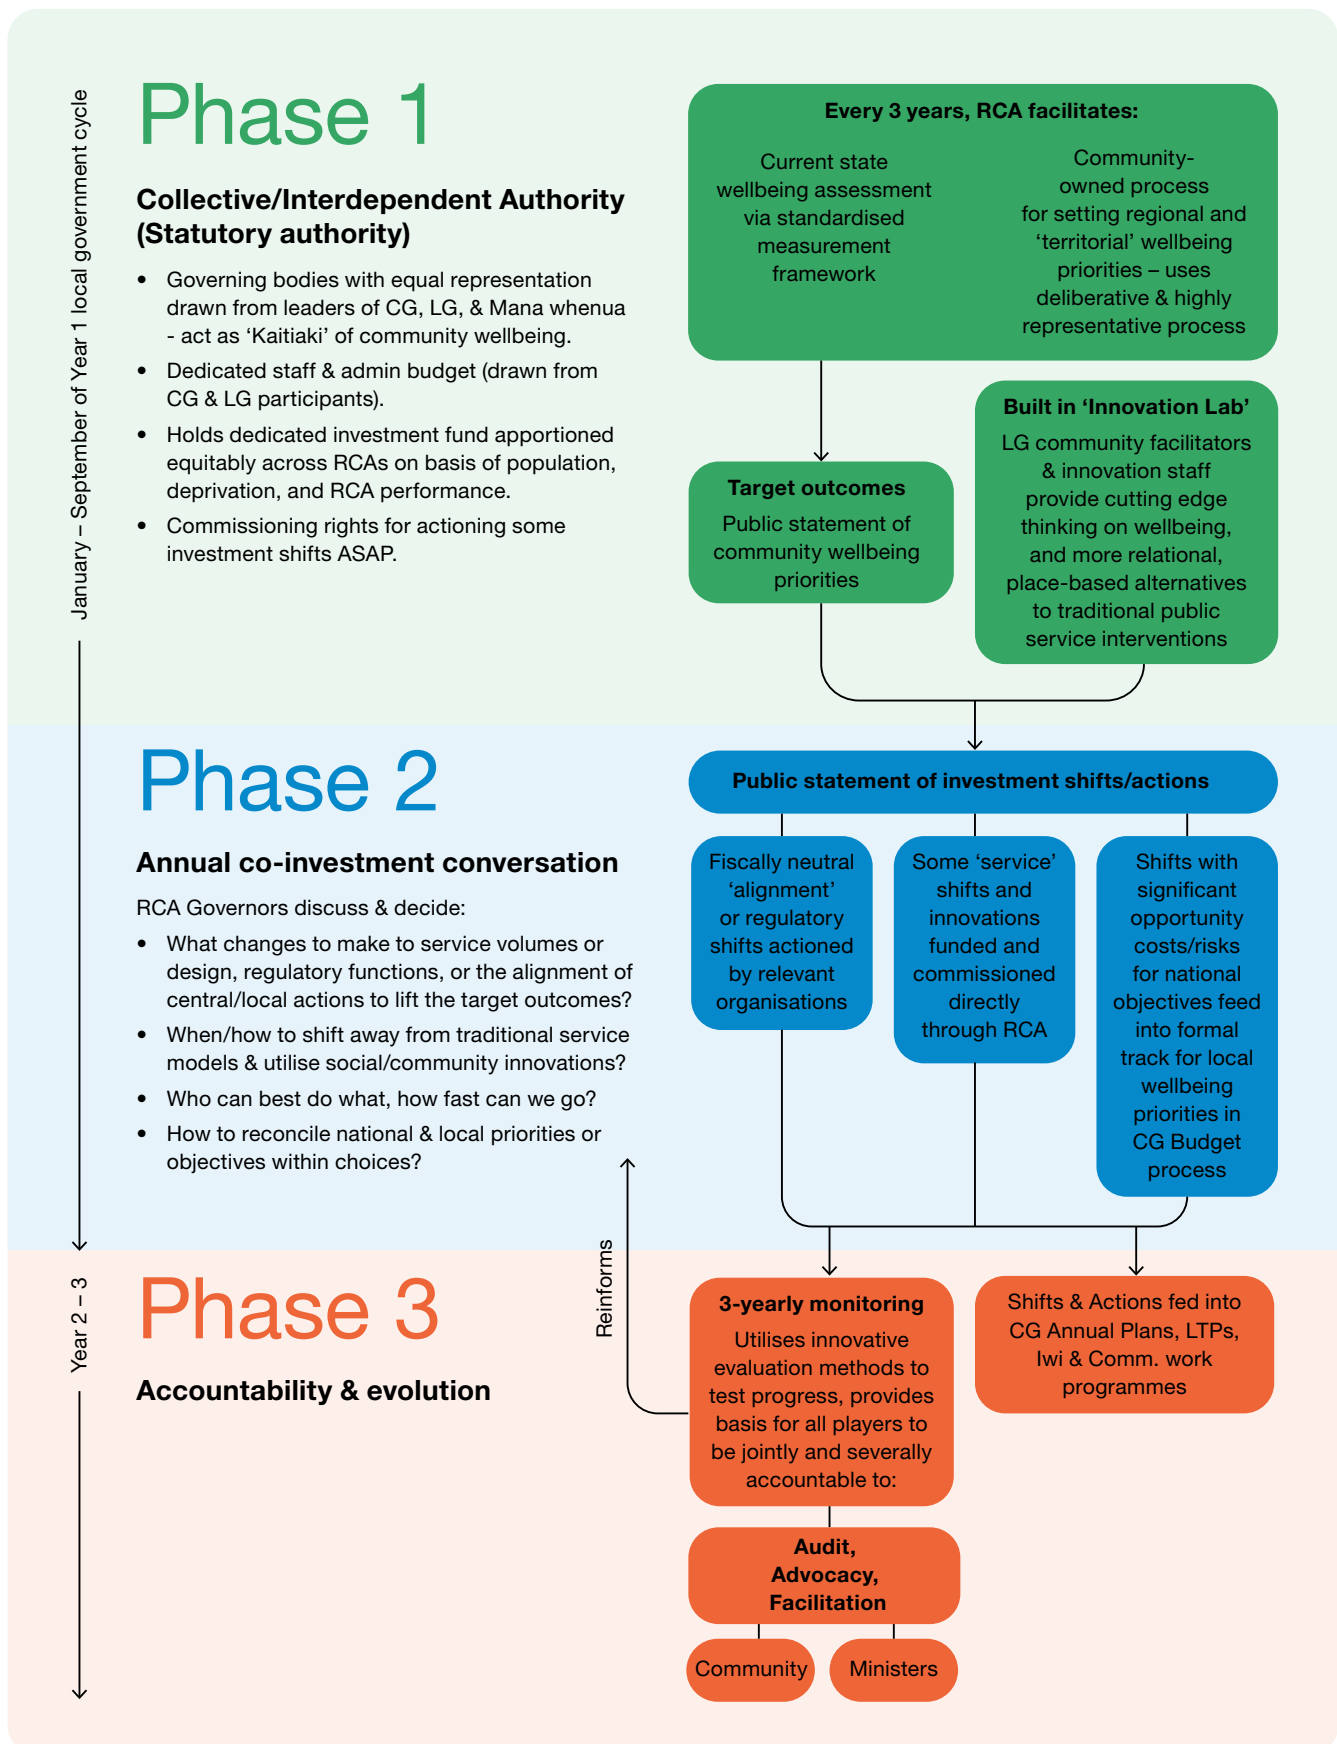 January – September of Year 1 local government cycle
Phase 1
Collective/Interdependent Authority
(Statutory authority)
• Governing bodies with equal representation
drawn from leaders of CG, LG, & Mana whenua
- act as ‘Kaitiaki’ of community wellbeing.
• Dedicated staff & admin budget (drawn from
CG & LG participants).
• Holds dedicated investment fund apportioned
equitably across RCAs on basis of population,
deprivation, and RCA performance.
• Commissioning rights for actioning some
investment shifts ASAP.
Every 3 years, RCA facilitates:
Current state
wellbeing assessment
via standardised
measurement
framework
Community-
owned process
for setting regional and
‘territorial’ wellbeing
priorities – uses
deliberative & highly
representative process
Target outcomes
Public statement of
community wellbeing
priorities
Built in ‘Innovation Lab’
LG community facilitators
& innovation staff
provide cutting edge
thinking on wellbeing,
and more relational,
place-based alternatives
to traditional public
service interventions
Phase 2
Annual co-investment conversation
RCA Governors discuss & decide:
• What changes to make to service volumes or
design, regulatory functions, or the alignment of
central/local actions to lift the target outcomes?
• When/how to shift away from traditional service
models & utilise social/community innovations?
• Who can best do what, how fast can we go?
• How to reconcile national & local priorities or
objectives within choices?
Public statement of investment shifts/actions
Fiscally neutral
‘alignment’
or regulatory
shifts actioned
by relevant
organisations
Some ‘service’
shifts and
innovations
funded and
commissioned
directly
through RCA
Shifts with
significant
opportunity
costs/risks
for national
objectives feed
into formal
track for local
wellbeing
priorities in
CG Budget
process
Reinforms
Year 2 – 3
Phase 3
Accountability & evolution
3-yearly monitoring
Utilises innovative
evaluation methods to
test progress, provides
basis for all players to
be jointly and severally
accountable to:
Shifts & Actions fed into
CG Annual Plans, LTPs,
Iwi & Comm. work
programmes
Audit,
Advocacy,
Facilitation
Community
Ministers